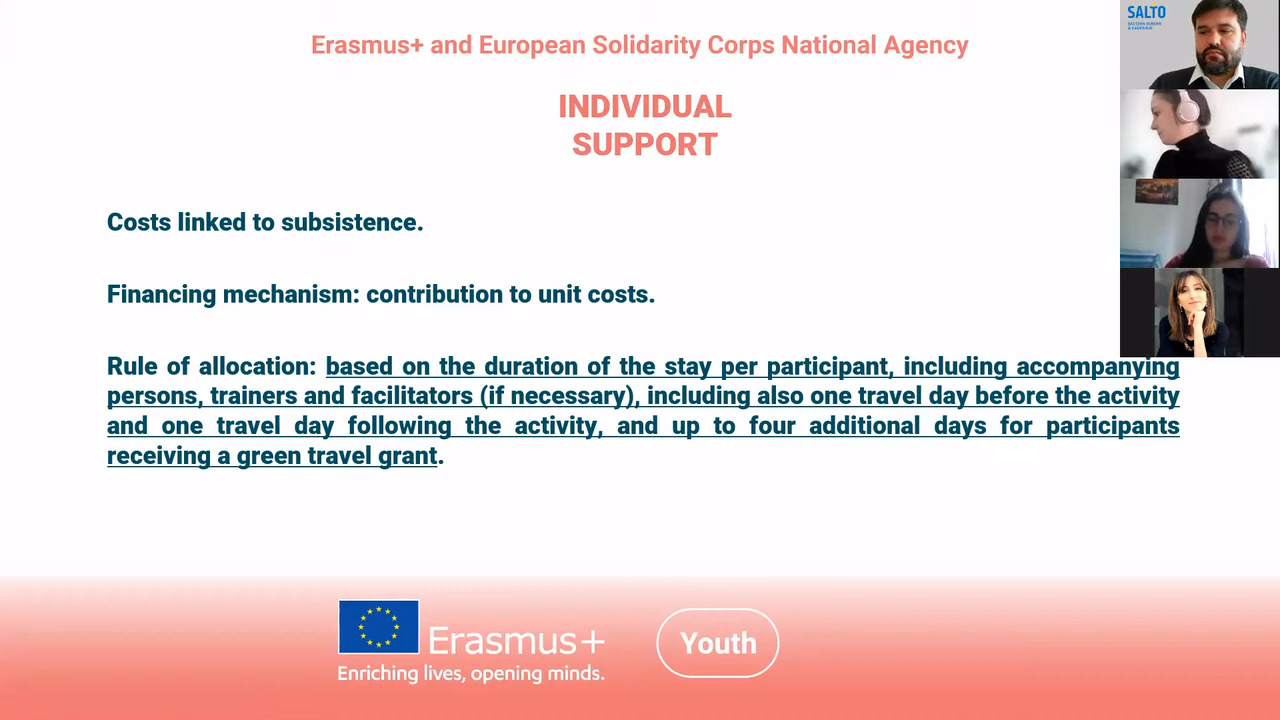 Erasmus+ and European Solidarity Corps National Agency
INDIVIDUAL
SUPPORT
Costs linked to subsistence.
Financing mechanism: contribution to unit costs.
Rule of allocation: based on the duration of the stay per participant, including accompanying
persons, trainers and facilitators (if necessary), including also one travel day before the activity
and one travel day following the activity, and up to four additional days for participants
receiving a green travel grant.
Erasmus+
Enriching lives, opening minds.
Youth
SALTO
EASTERN EUROPE
& CAUCASUS